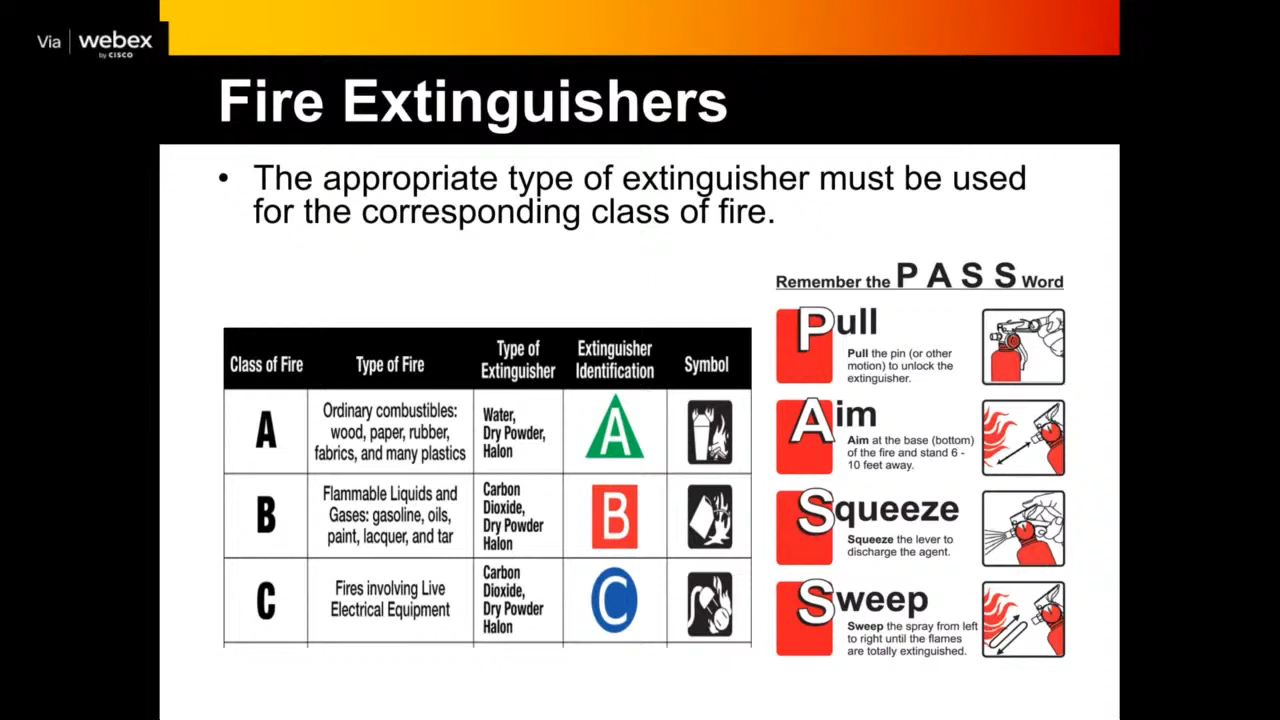 Via webex
by CISCO
Fire Extinguishers
• The appropriate type of extinguisher must be used
for the corresponding class of fire.
Class of Fire
Type of Fire
Type of
Extinguisher
Extinguisher
Identification
Symbol
A
Ordinary combustibles:
wood, paper, rubber,
fabrics, and many plastics
Water,
Dry Powder,
Halon
A
B
Flammable Liquids and
Gases: gasoline, oils,
paint, lacquer, and tar
Carbon
Dioxide,
Dry Powder
Halon
B
C
Fires involving Live
Electrical Equipment
Carbon
Dioxide,
Dry Powder
Halon
C
Remember the PASS Word
Pull
Pull the pin (or other
motion) to unlock the
extinguisher.
Aim
Aim at the base (bottom)
of the fire and stand 6 -
10 feet away.
Squeeze
Squeeze the lever to
discharge the agent.
Sweep
Sweep the spray from left
to right until the flames
are totally extinguished.